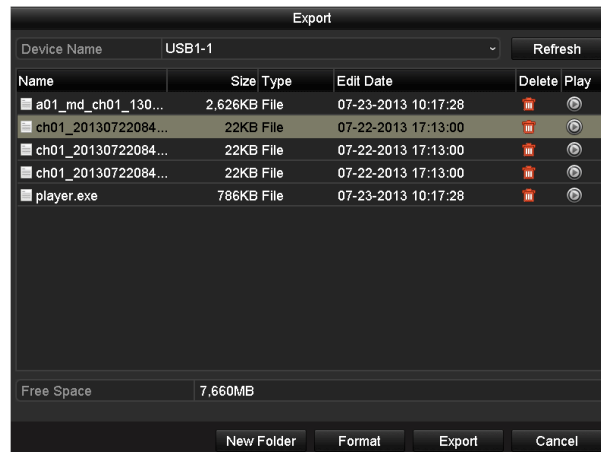 Export
Device Name USB1-1 Refresh
Name Size Type Edit Date Delete Play
a01_md_ch01_130... 2,626KB File 07-23-2013 10:17:28
ch01_20130722084... 22KB File 07-22-2013 17:13:00
ch01_20130722084... 22KB File 07-22-2013 17:13:00
ch01_20130722084... 22KB File 07-22-2013 17:13:00
player.exe 786KB File 07-23-2013 10:17:28
Free Space 7,660MB
New Folder Format Export Cancel